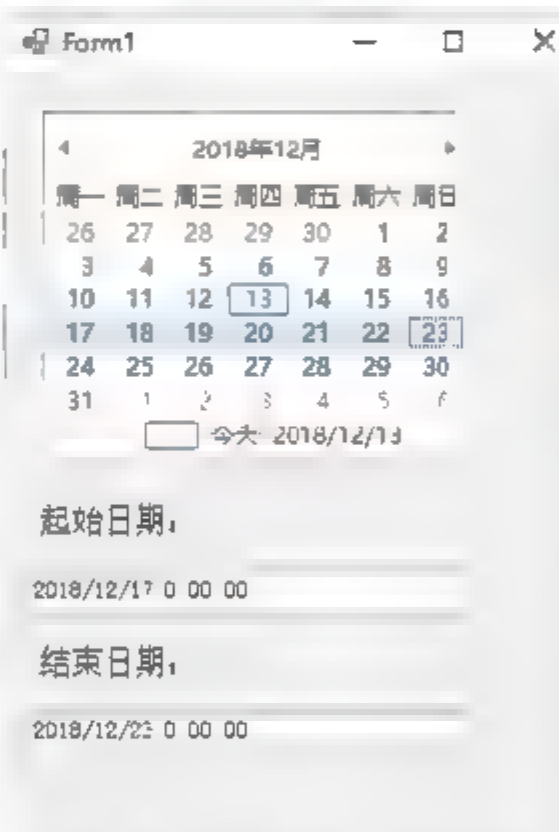 Form1
2018年12月
周一 周二 周三 周四 周五 周六 周日
26 27 28 29 30 1 2
3 4 5 6 7 8 9
10 11 12 13 14 15 16
17 18 19 20 21 22 23
24 25 26 27 28 29 30
31 1 2 3 4 5 6
今天 2018/12/13
起始日期:
2018/12/17 0 00 00
结束日期:
2018/12/23 0 00 00